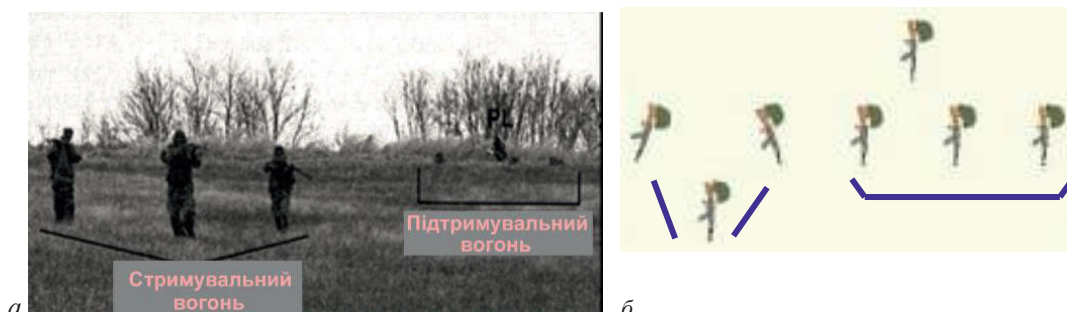 PL
Підтримувальний
вогонь
Стримувальний
вогонь
а
б